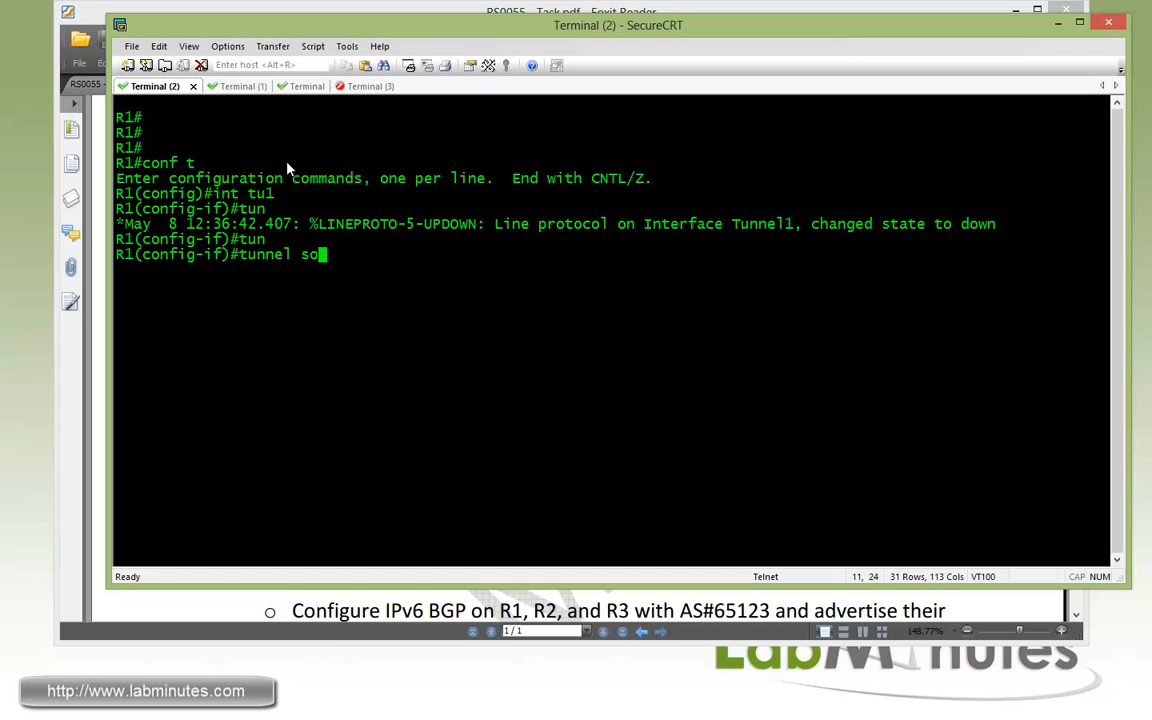 RS0055 - Task.pdf - Foxit Reader
Terminal (2) - SecureCRT
File Edit View Options Transfer Script Tools Help
Enter host <Alt+R>
File
RS0055
Terminal (2) Terminal (1) Terminal Terminal (3)
R1#
R1#
R1#
R1#conf t
Enter configuration commands, one per line. End with CNTL/Z.
R1(config)#int tu1
R1(config-if)#tun
*May 8 12:36:42.407: %LINEPROTO-5-UPDOWN: Line protocol on Interface Tunnel1, changed state to down
R1(config-if)#tun
R1(config-if)#tunnel so
Ready Telnet 11, 24 31 Rows, 113 Cols VT100 CAP NUM
o Configure IPv6 BGP on R1, R2, and R3 with AS#65123 and advertise their
1 / 1 148.77%
LabMinutes
http://www.labminutes.com